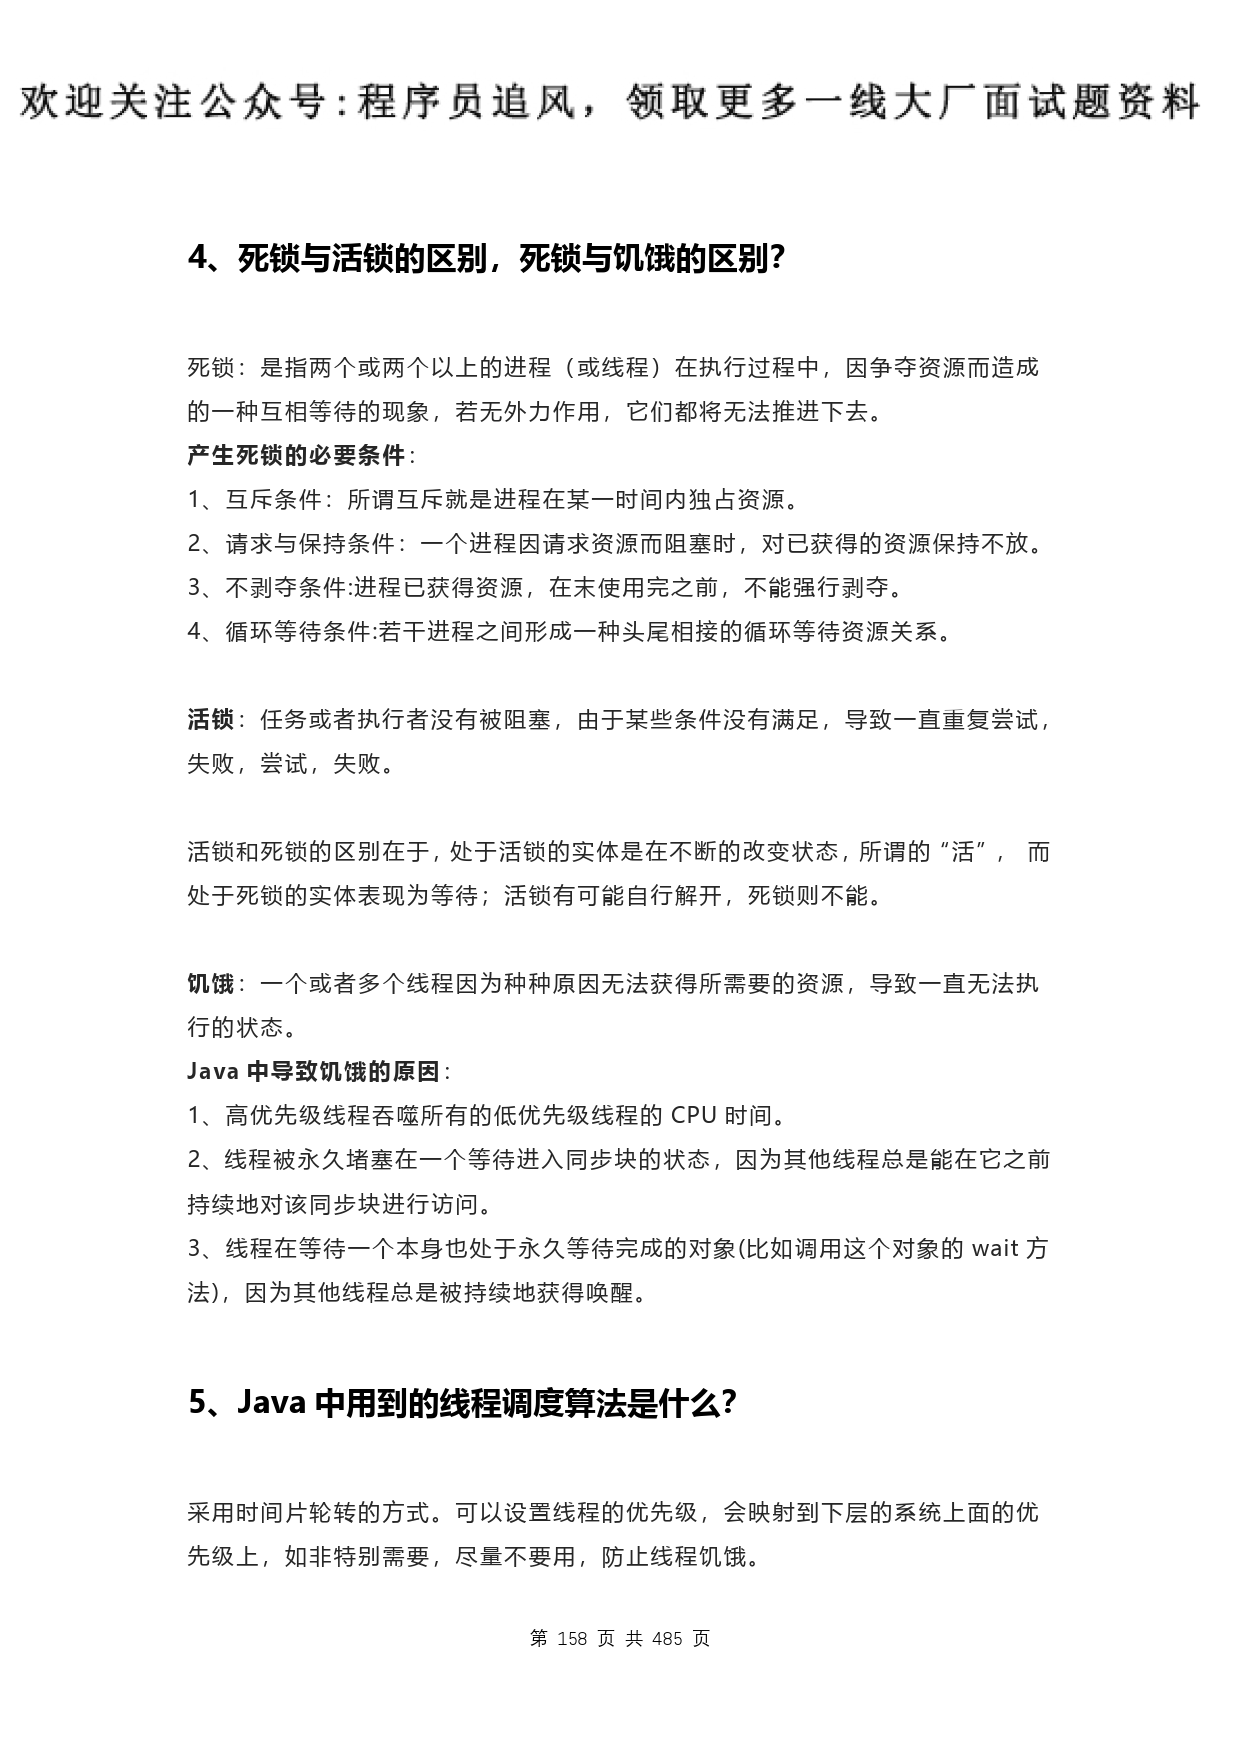 欢迎关注公众号:程序员追风，领取更多一线大厂面试题资料
4、死锁与活锁的区别，死锁与饥饿的区别？
死锁：是指两个或两个以上的进程（或线程）在执行过程中，因争夺资源而造成
的一种互相等待的现象，若无外力作用，它们都将无法推进下去。
产生死锁的必要条件：
1、互斥条件：所谓互斥就是进程在某一时间内独占资源。
2、请求与保持条件：一个进程因请求资源而阻塞时，对已获得的资源保持不放。
3、不剥夺条件:进程已获得资源，在末使用完之前，不能强行剥夺。
4、循环等待条件:若干进程之间形成一种头尾相接的循环等待资源关系。
活锁：任务或者执行者没有被阻塞，由于某些条件没有满足，导致一直重复尝试，
失败，尝试，失败。
活锁和死锁的区别在于，处于活锁的实体是在不断的改变状态，所谓的“活”， 而
处于死锁的实体表现为等待；活锁有可能自行解开，死锁则不能。
饥饿：一个或者多个线程因为种种原因无法获得所需要的资源，导致一直无法执
行的状态。
Java 中导致饥饿的原因：
1、高优先级线程吞噬所有的低优先级线程的 CPU 时间。
2、线程被永久堵塞在一个等待进入同步块的状态，因为其他线程总是能在它之前
持续地对该同步块进行访问。
3、线程在等待一个本身也处于永久等待完成的对象(比如调用这个对象的 wait 方
法)，因为其他线程总是被持续地获得唤醒。
5、Java 中用到的线程调度算法是什么？
采用时间片轮转的方式。可以设置线程的优先级，会映射到下层的系统上面的优
先级上，如非特别需要，尽量不要用，防止线程饥饿。
第 158 页 共 485 页